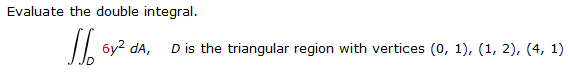 Evaluate the double integral.
∬_D 6y² dA, D is the triangular region with vertices (0, 1), (1, 2), (4, 1)